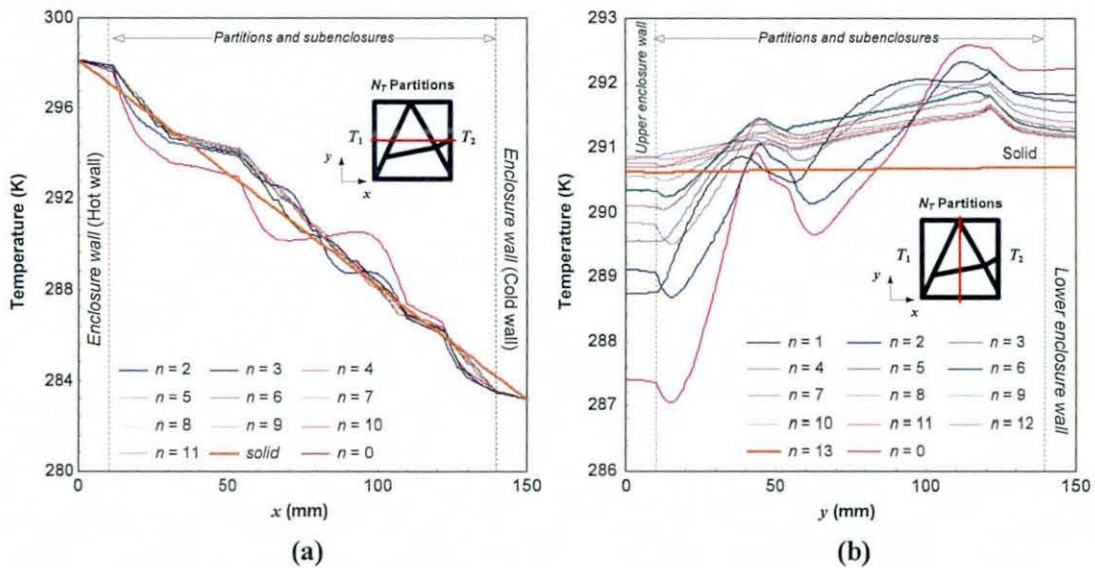 300
296
292
288
284
280
Temperature (K)
Partitions and subenclosures
N_T Partitions
T_1
T_2
y
x
Enclosure wall (Hot wall)
Enclosure wall (Cold wall)
n = 2 n = 3 n = 4
n = 5 n = 6 n = 7
n = 8 n = 9 n = 10
n = 11 solid n = 0
0 50 100 150
x (mm)
(a)
293
292
291
290
289
288
287
286
Temperature (K)
Upper enclosure wall
Partitions and subenclosures
Solid
N_T Partitions
T_1
T_2
y
x
Lower enclosure wall
n = 1 n = 2 n = 3
n = 4 n = 5 n = 6
n = 7 n = 8 n = 9
n = 10 n = 11 n = 12
n = 13 n = 0
0 50 100 150
y (mm)
(b)